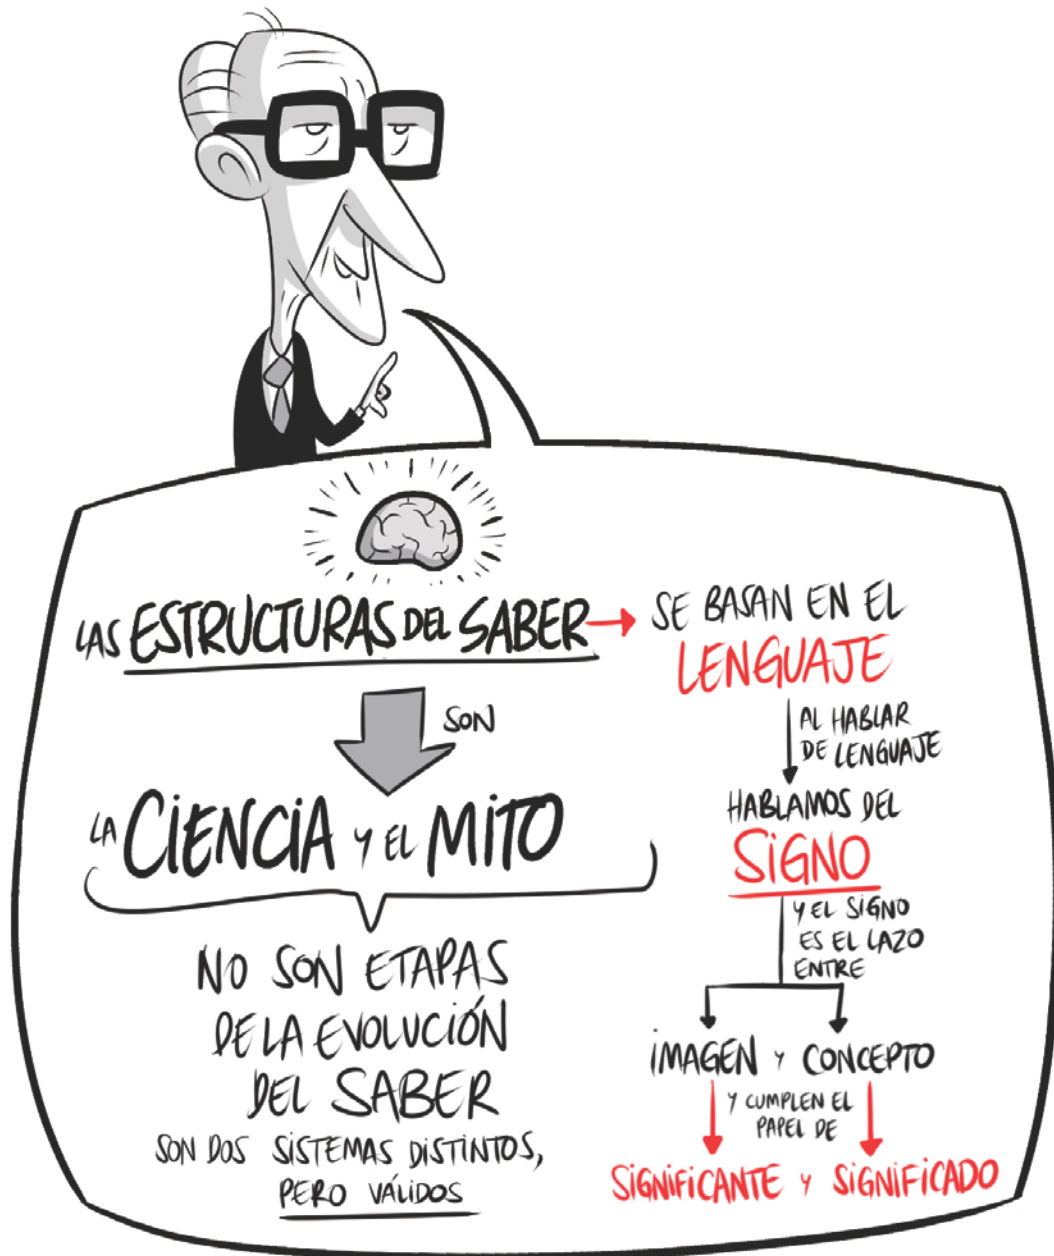 LAS ESTRUCTURAS DEL SABER
SON
LA CIENCIA Y EL MITO
NO SON ETAPAS
DE LA EVOLUCIÓN
DEL SABER
SON DOS SISTEMAS DISTINTOS,
PERO VÁLIDOS
SE BASAN EN EL
LENGUAJE
AL HABLAR
DE LENGUAJE
HABLAMOS DEL
SIGNO
Y EL SIGNO
ES EL LAZO
ENTRE
IMAGEN Y CONCEPTO
Y CUMPLEN EL
PAPEL DE
SIGNIFICANTE Y SIGNIFICADO